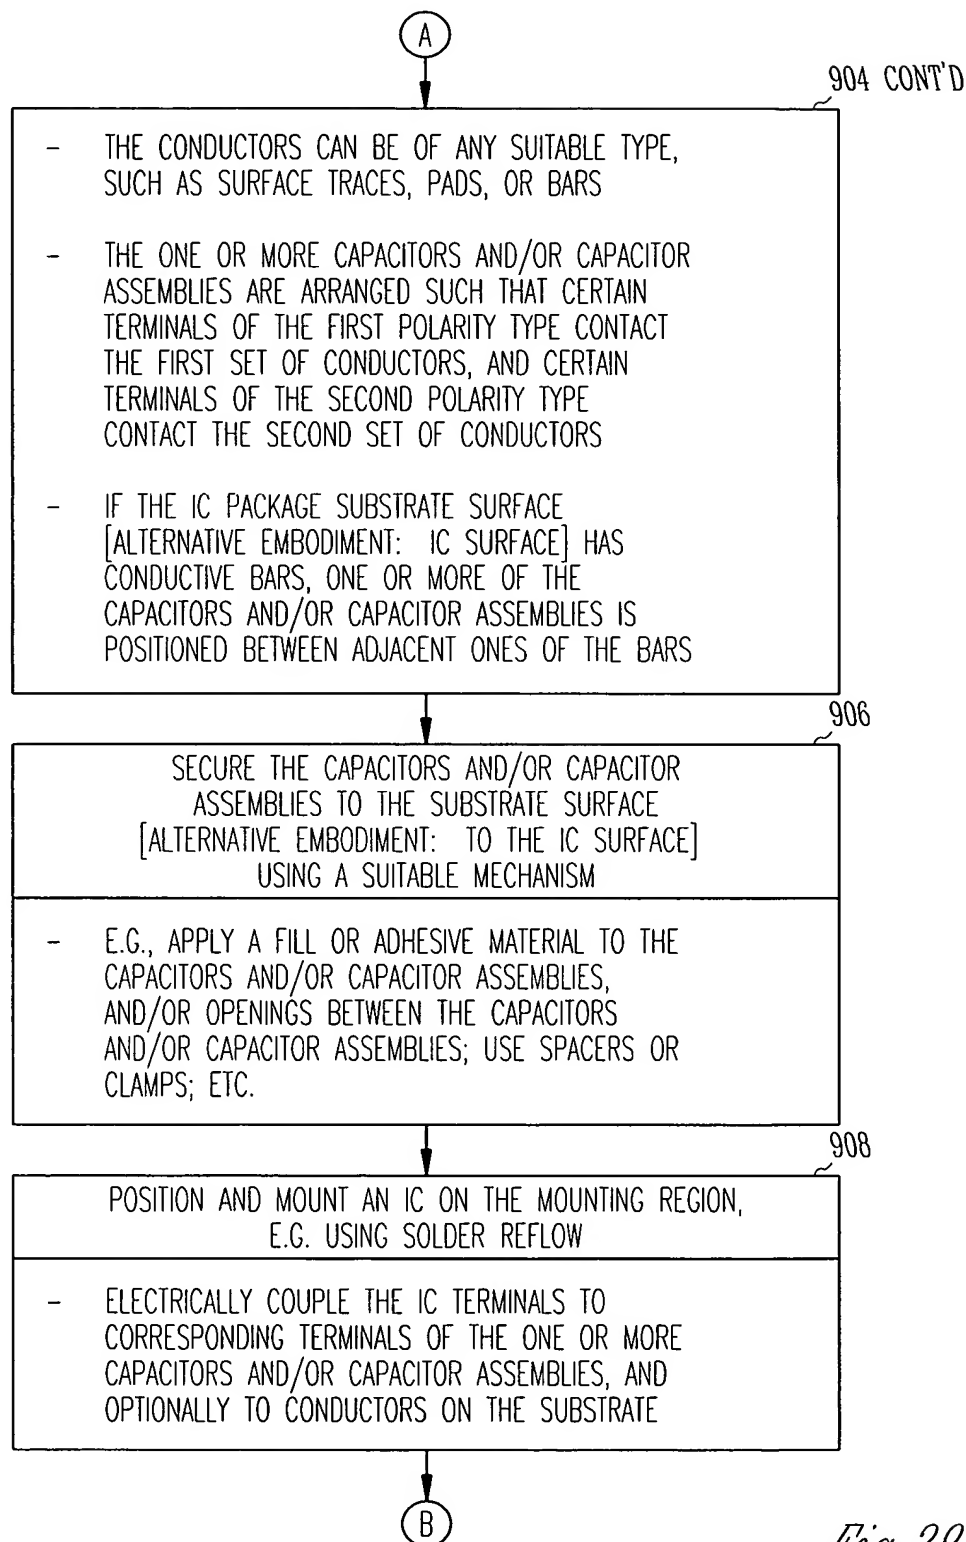 A
904 CONT'D
- THE CONDUCTORS CAN BE OF ANY SUITABLE TYPE,
SUCH AS SURFACE TRACES, PADS, OR BARS
- THE ONE OR MORE CAPACITORS AND/OR CAPACITOR
ASSEMBLIES ARE ARRANGED SUCH THAT CERTAIN
TERMINALS OF THE FIRST POLARITY TYPE CONTACT
THE FIRST SET OF CONDUCTORS, AND CERTAIN
TERMINALS OF THE SECOND POLARITY TYPE
CONTACT THE SECOND SET OF CONDUCTORS
- IF THE IC PACKAGE SUBSTRATE SURFACE
[ALTERNATIVE EMBODIMENT: IC SURFACE] HAS
CONDUCTIVE BARS, ONE OR MORE OF THE
CAPACITORS AND/OR CAPACITOR ASSEMBLIES IS
POSITIONED BETWEEN ADJACENT ONES OF THE BARS
906
SECURE THE CAPACITORS AND/OR CAPACITOR
ASSEMBLIES TO THE SUBSTRATE SURFACE
[ALTERNATIVE EMBODIMENT: TO THE IC SURFACE]
USING A SUITABLE MECHANISM
- E.G., APPLY A FILL OR ADHESIVE MATERIAL TO THE
CAPACITORS AND/OR CAPACITOR ASSEMBLIES,
AND/OR OPENINGS BETWEEN THE CAPACITORS
AND/OR CAPACITOR ASSEMBLIES; USE SPACERS OR
CLAMPS; ETC.
908
POSITION AND MOUNT AN IC ON THE MOUNTING REGION,
E.G. USING SOLDER REFLOW
- ELECTRICALLY COUPLE THE IC TERMINALS TO
CORRESPONDING TERMINALS OF THE ONE OR MORE
CAPACITORS AND/OR CAPACITOR ASSEMBLIES, AND
OPTIONALLY TO CONDUCTORS ON THE SUBSTRATE
B